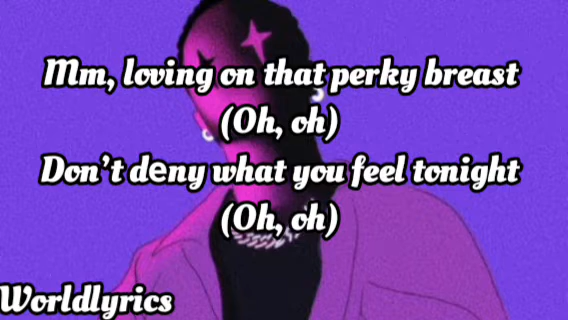 Mm, loving on that perky breast
(Oh, oh)
Don't deny what you feel tonight
(Oh, oh)
Worldlyrics